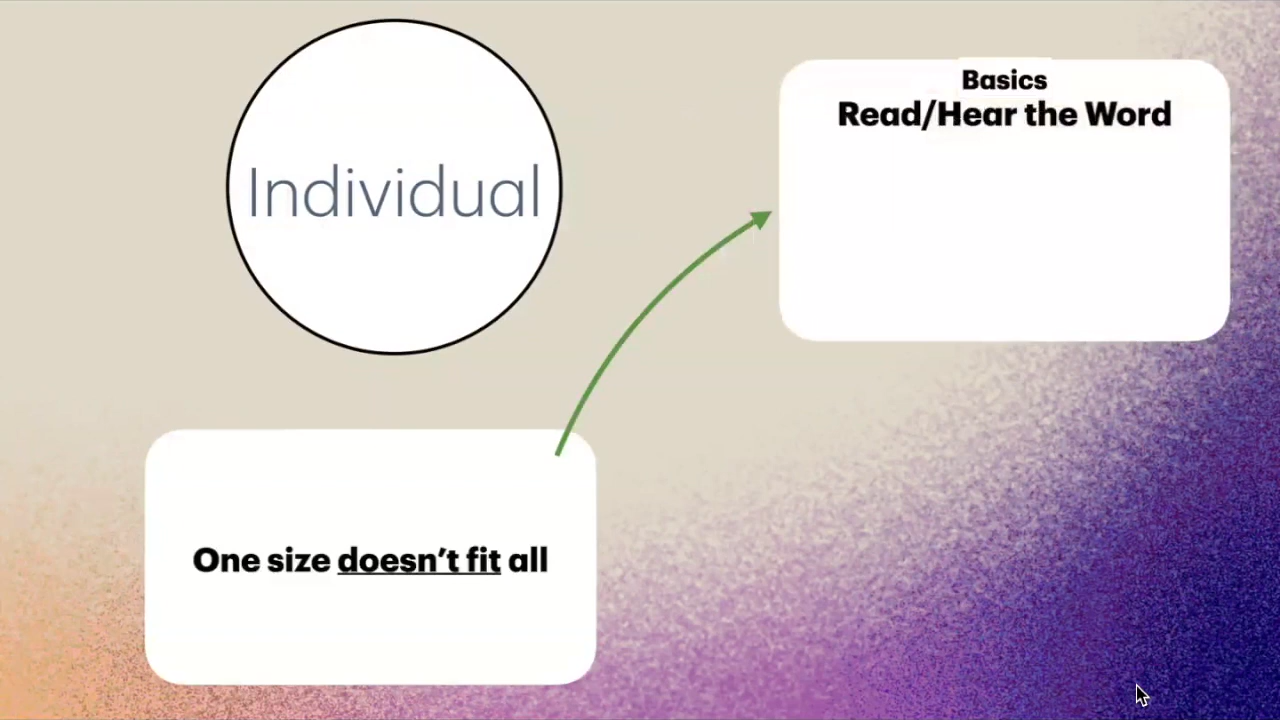 Individual
Basics
Read/Hear the Word
One size doesn’t fit all